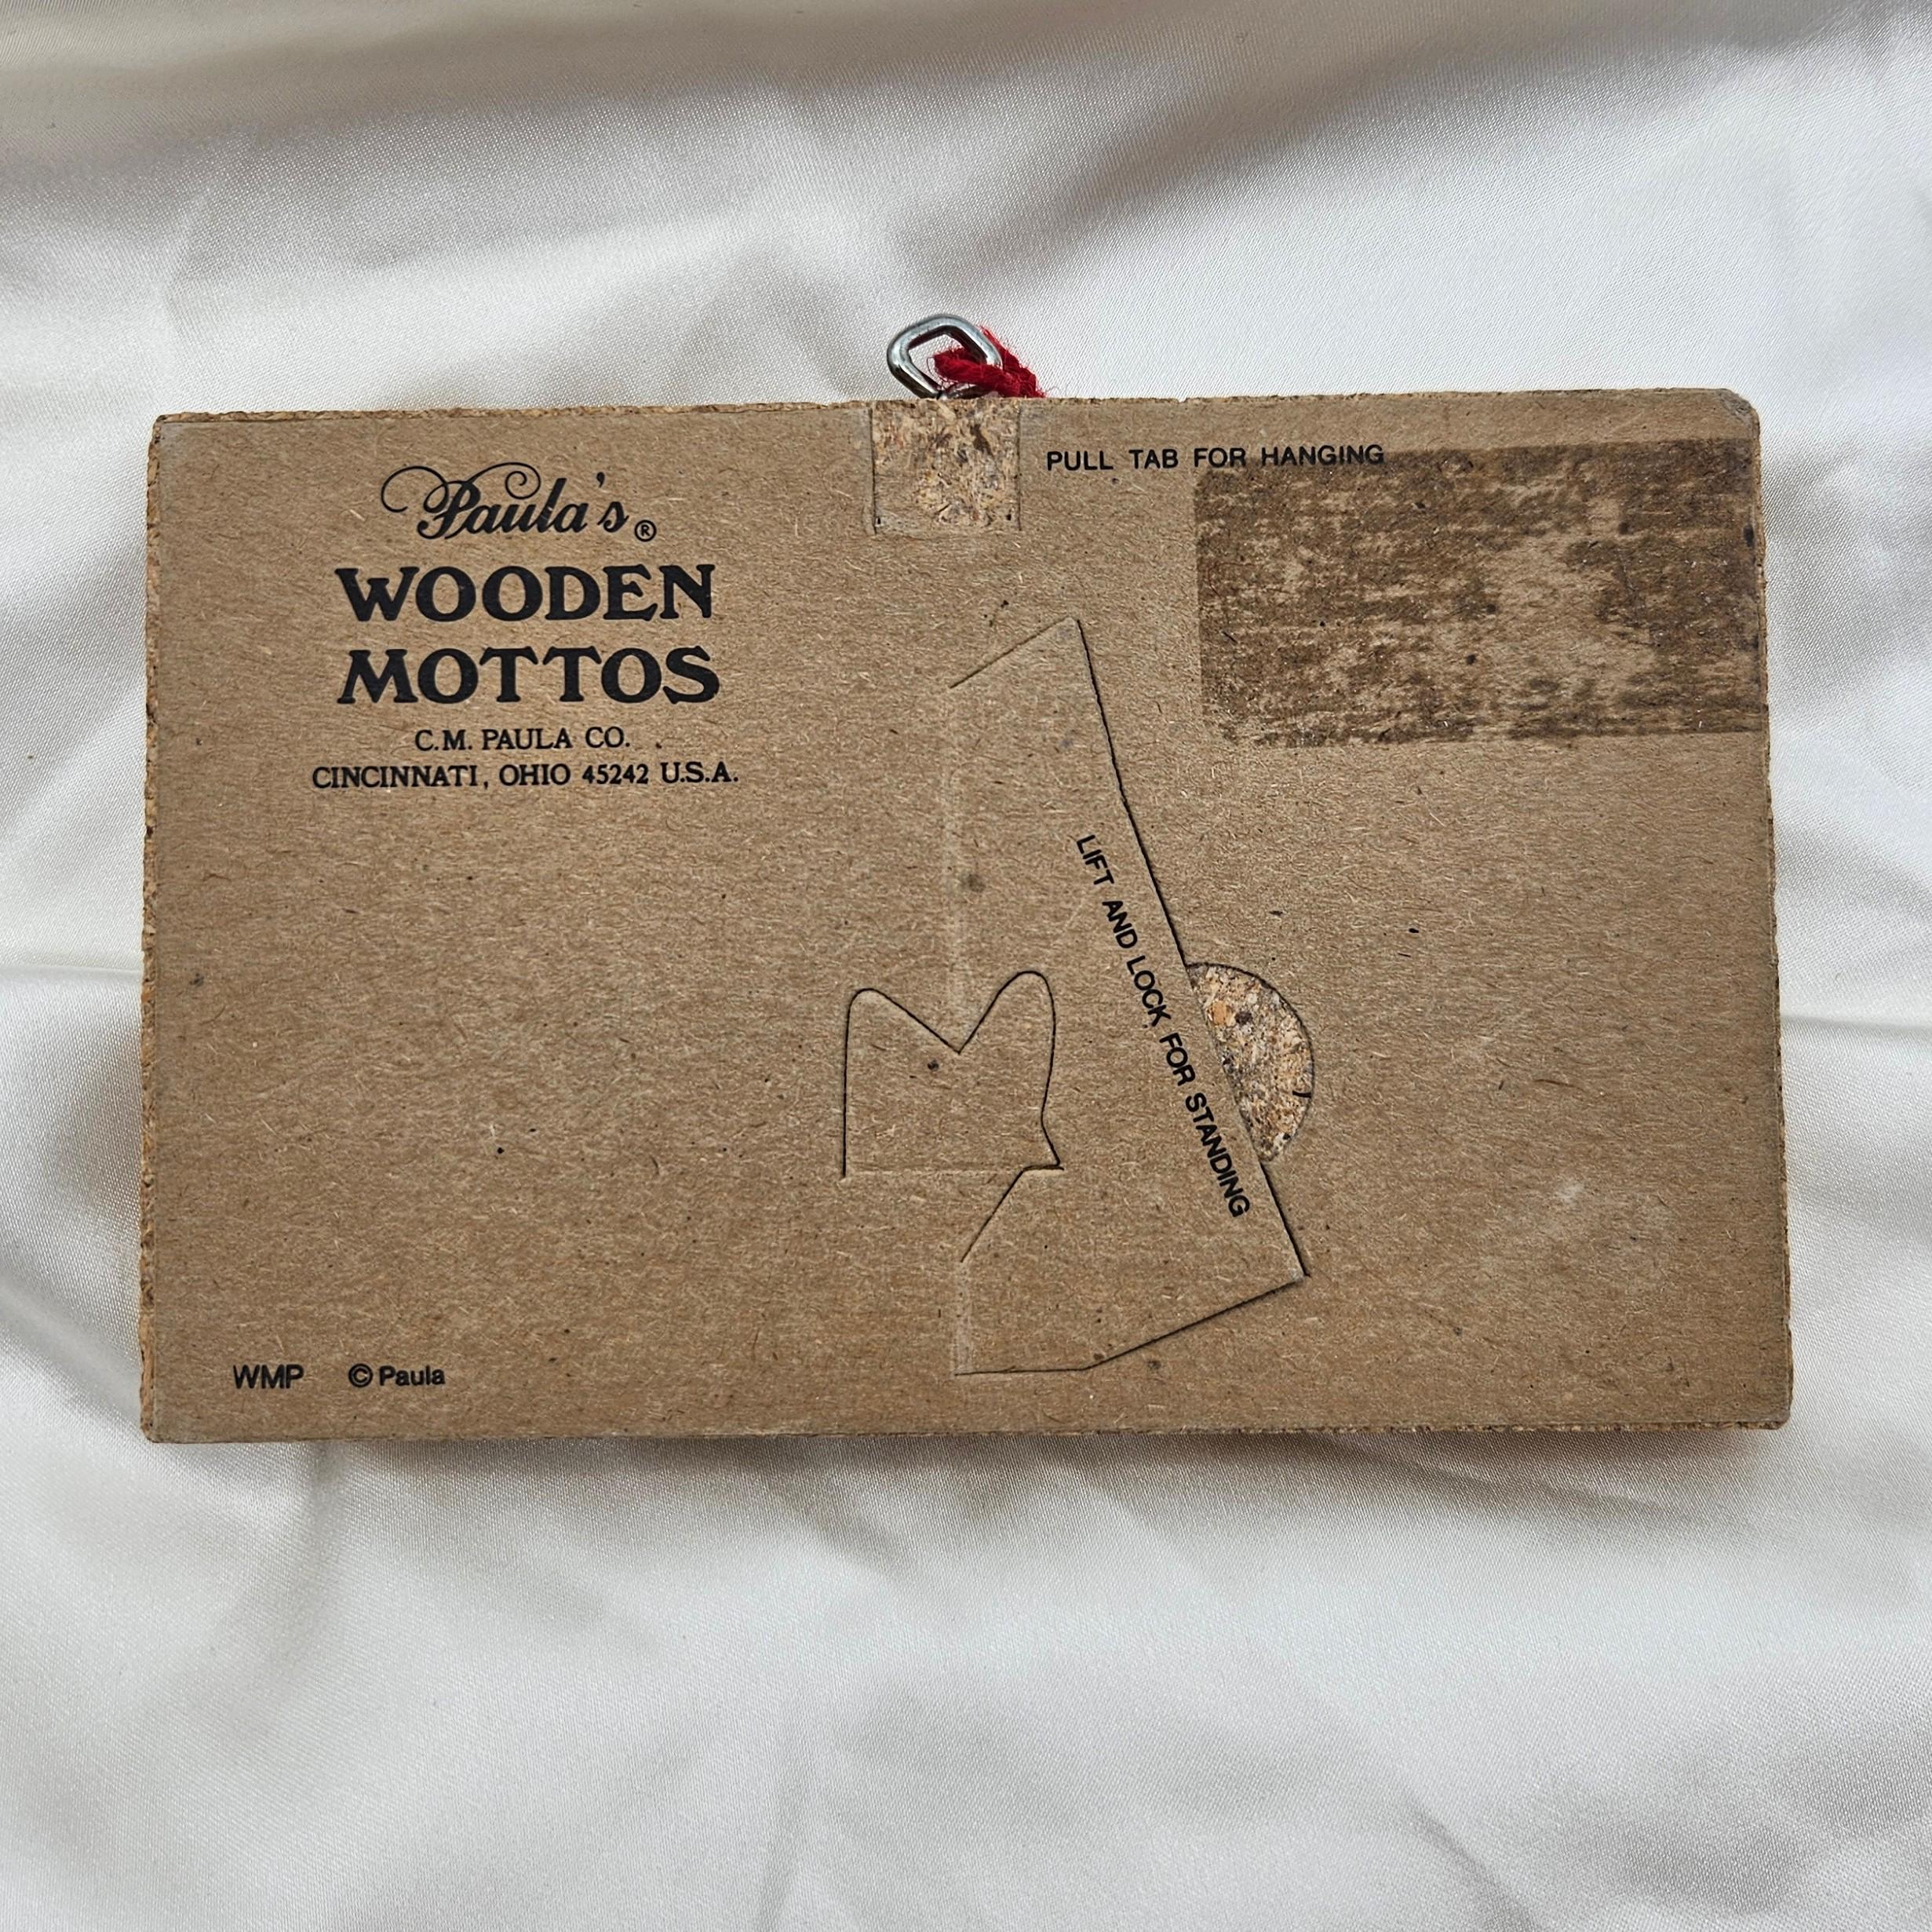 Paula's®
WOODEN
MOTTOS
C.M. PAULA CO.
CINCINNATI, OHIO 45242 U.S.A.
PULL TAB FOR HANGING
LIFT AND LOCK FOR STANDING
WMP © Paula